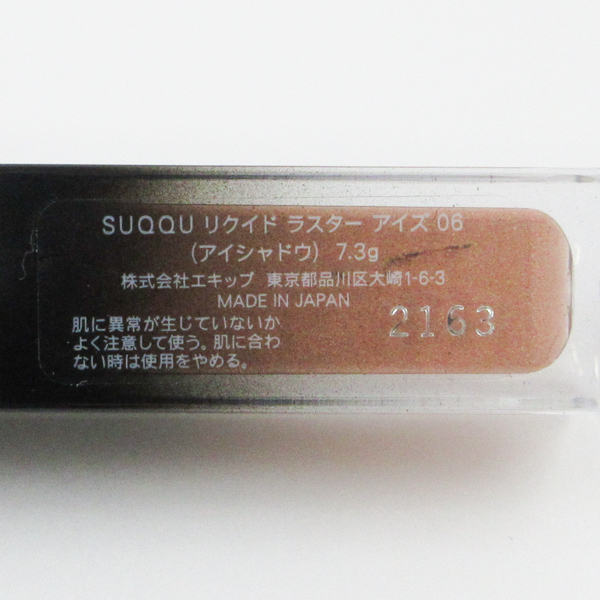 SUQQU リクイド ラスター アイズ 06
(アイシャドウ) 7.3g
株式会社エキップ 東京都品川区大崎1-6-3
MADE IN JAPAN
肌に異常が生じていないか
よく注意して使う。肌に合わ
ない時は使用をやめる。
2163